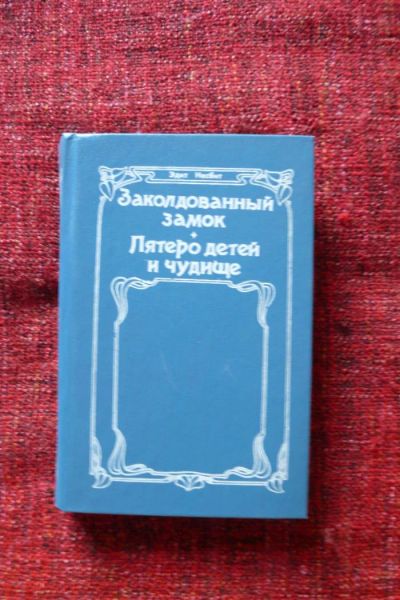 Эдит Несбит
Заколдованный
замок
Пятеро детей
и чудище